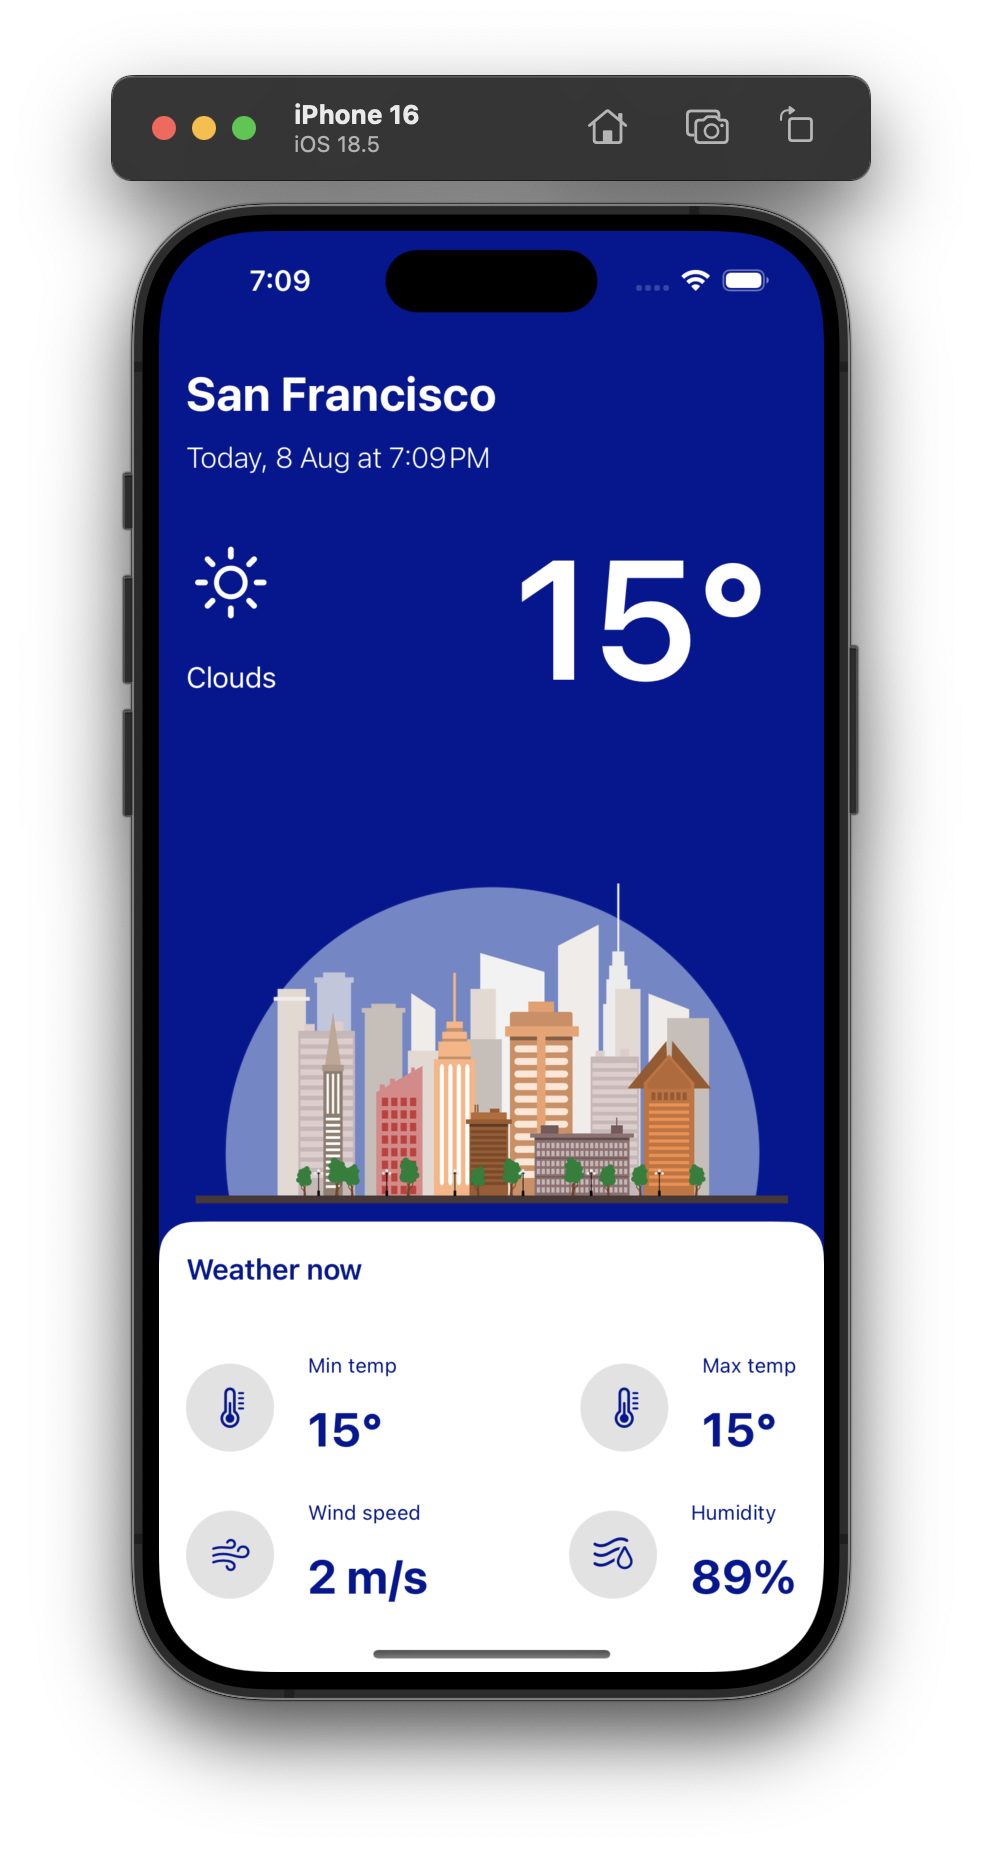 iPhone 16
iOS 18.5
7:09
San Francisco
Today, 8 Aug at 7:09 PM
Clouds
15°
Weather now
Min temp
15°
Max temp
15°
Wind speed
2 m/s
Humidity
89%